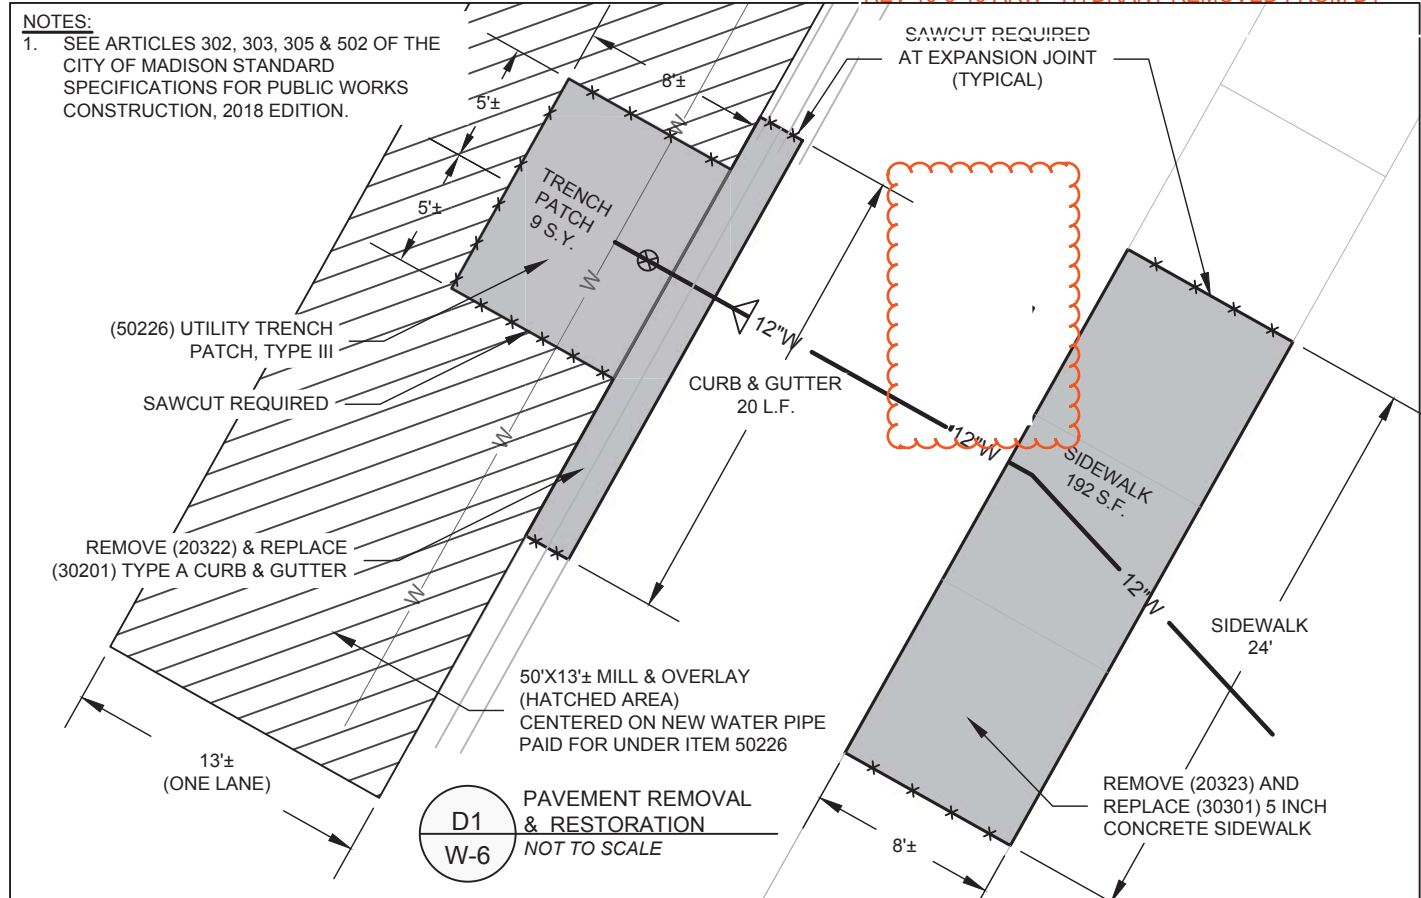 NOTES:
1. SEE ARTICLES 302, 303, 305 & 502 OF THE
CITY OF MADISON STANDARD
SPECIFICATIONS FOR PUBLIC WORKS
CONSTRUCTION, 2018 EDITION.
HYDRANT REMOVED FROM D1
SAWCUT REQUIRED
AT EXPANSION JOINT
(TYPICAL)
8'±
5'±
5'±
W
TRENCH
PATCH
9 S.Y.
W
(50226) UTILITY TRENCH
PATCH, TYPE III
12"W
SAWCUT REQUIRED
CURB & GUTTER
20 L.F.
W
12"W
SIDEWALK
192 S.F.
REMOVE (20322) & REPLACE
(30201) TYPE A CURB & GUTTER
W
12"W
SIDEWALK
24'
50'X13'± MILL & OVERLAY
(HATCHED AREA)
CENTERED ON NEW WATER PIPE
PAID FOR UNDER ITEM 50226
13'±
(ONE LANE)
REMOVE (20323) AND
REPLACE (30301) 5 INCH
CONCRETE SIDEWALK
8'±
D1
W-6
PAVEMENT REMOVAL
& RESTORATION
NOT TO SCALE